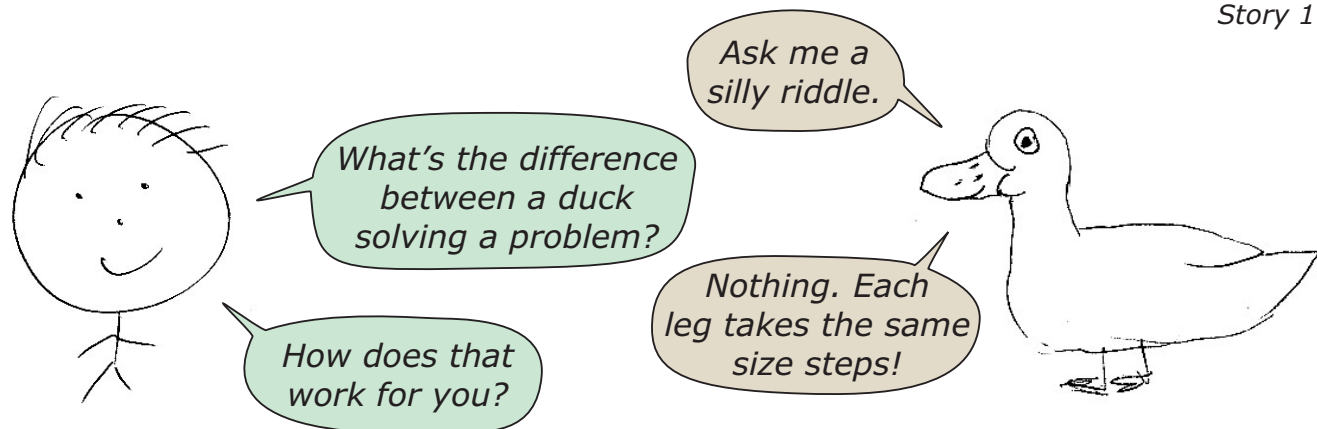 Story 1
Ask me a
silly riddle.
What’s the difference
between a duck
solving a problem?
Nothing. Each
leg takes the same
size steps!
How does that
work for you?